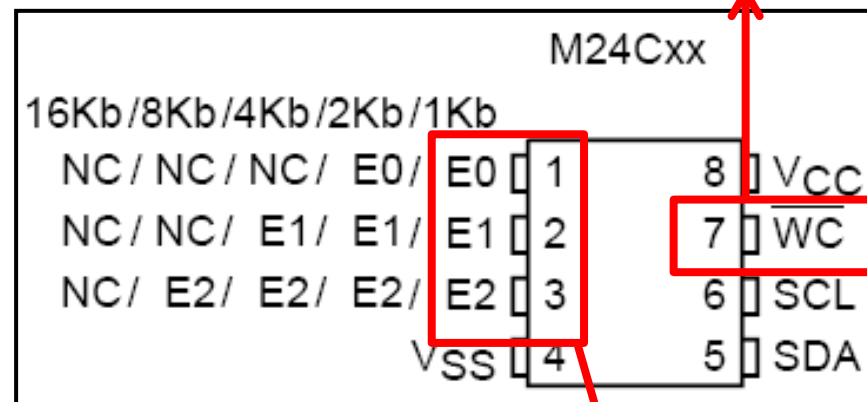 M24Cxx
16Kb/8Kb/4Kb/2Kb/1Kb
NC/ NC/ NC/ E0/ E0 1 8 VCC
NC/ NC/ E1/ E1/ E1 2 7 W̅C̅
NC/ E2/ E2/ E2/ E2 3 6 SCL
VSS 4 5 SDA